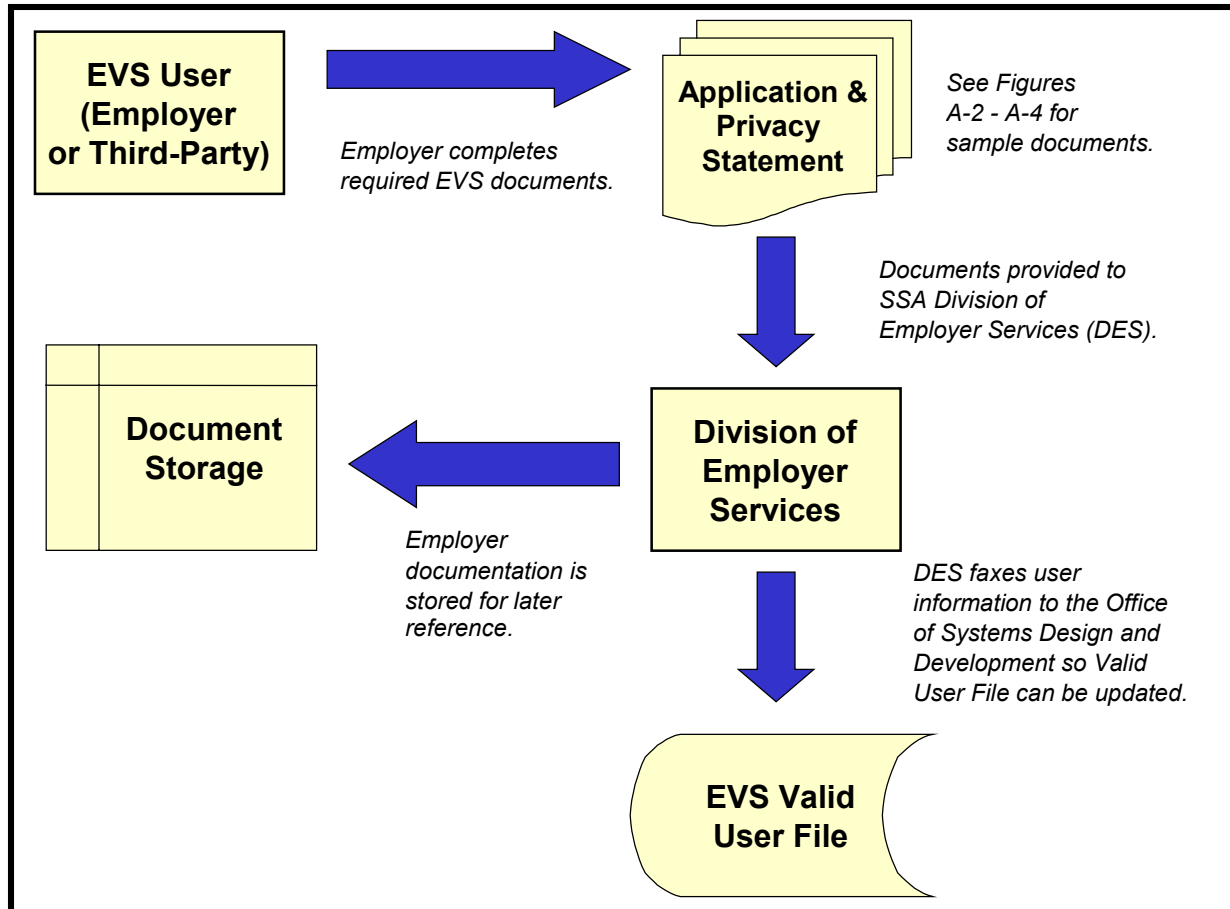 EVS User
(Employer
or Third-Party)
Employer completes
required EVS documents.
Application &
Privacy
Statement
See Figures
A-2 - A-4 for
sample documents.
Documents provided to
SSA Division of
Employer Services (DES).
Document
Storage
Division of
Employer
Services
Employer
documentation is
stored for later
reference.
DES faxes user
information to the Office
of Systems Design and
Development so Valid
User File can be updated.
EVS Valid
User File